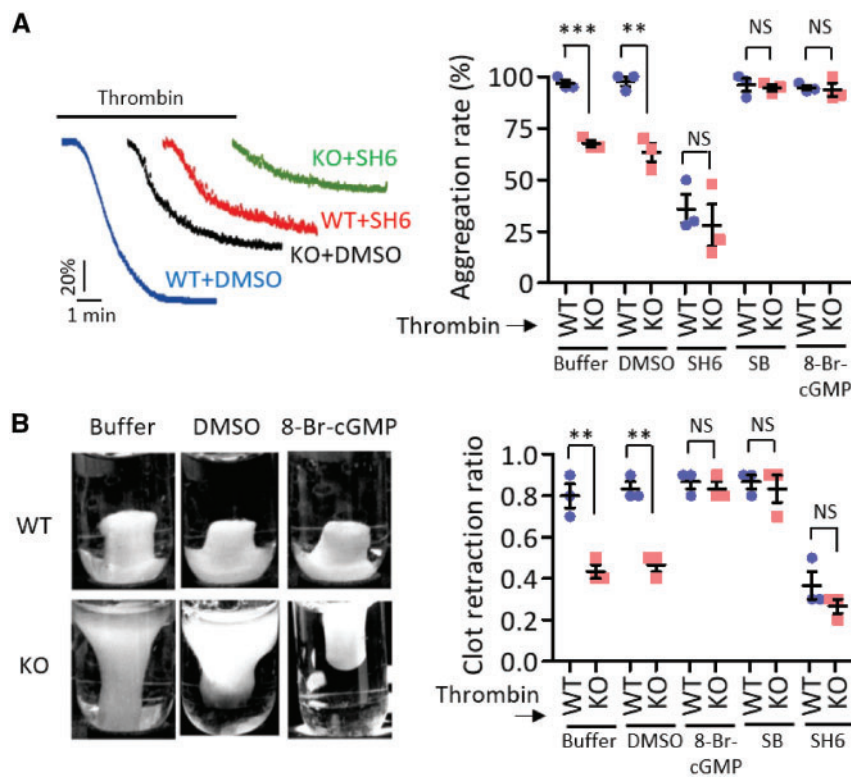 A
Thrombin
KO+SH6
WT+SH6
KO+DMSO
WT+DMSO
20%
1 min
Aggregation rate (%)
100
75
50
25
0
***
**
NS
NS
NS
Thrombin →
WT KO WT KO WT KO WT KO WT KO
Buffer DMSO SH6 SB 8-Br-
cGMP
B
Buffer DMSO 8-Br-cGMP
WT
KO
Clot retraction ratio
1.0
0.8
0.6
0.4
0.2
0.0
**
**
NS
NS
NS
Thrombin
→
WT KO WT KO WT KO WT KO WT KO
Buffer DMSO 8-Br- SB SH6
cGMP